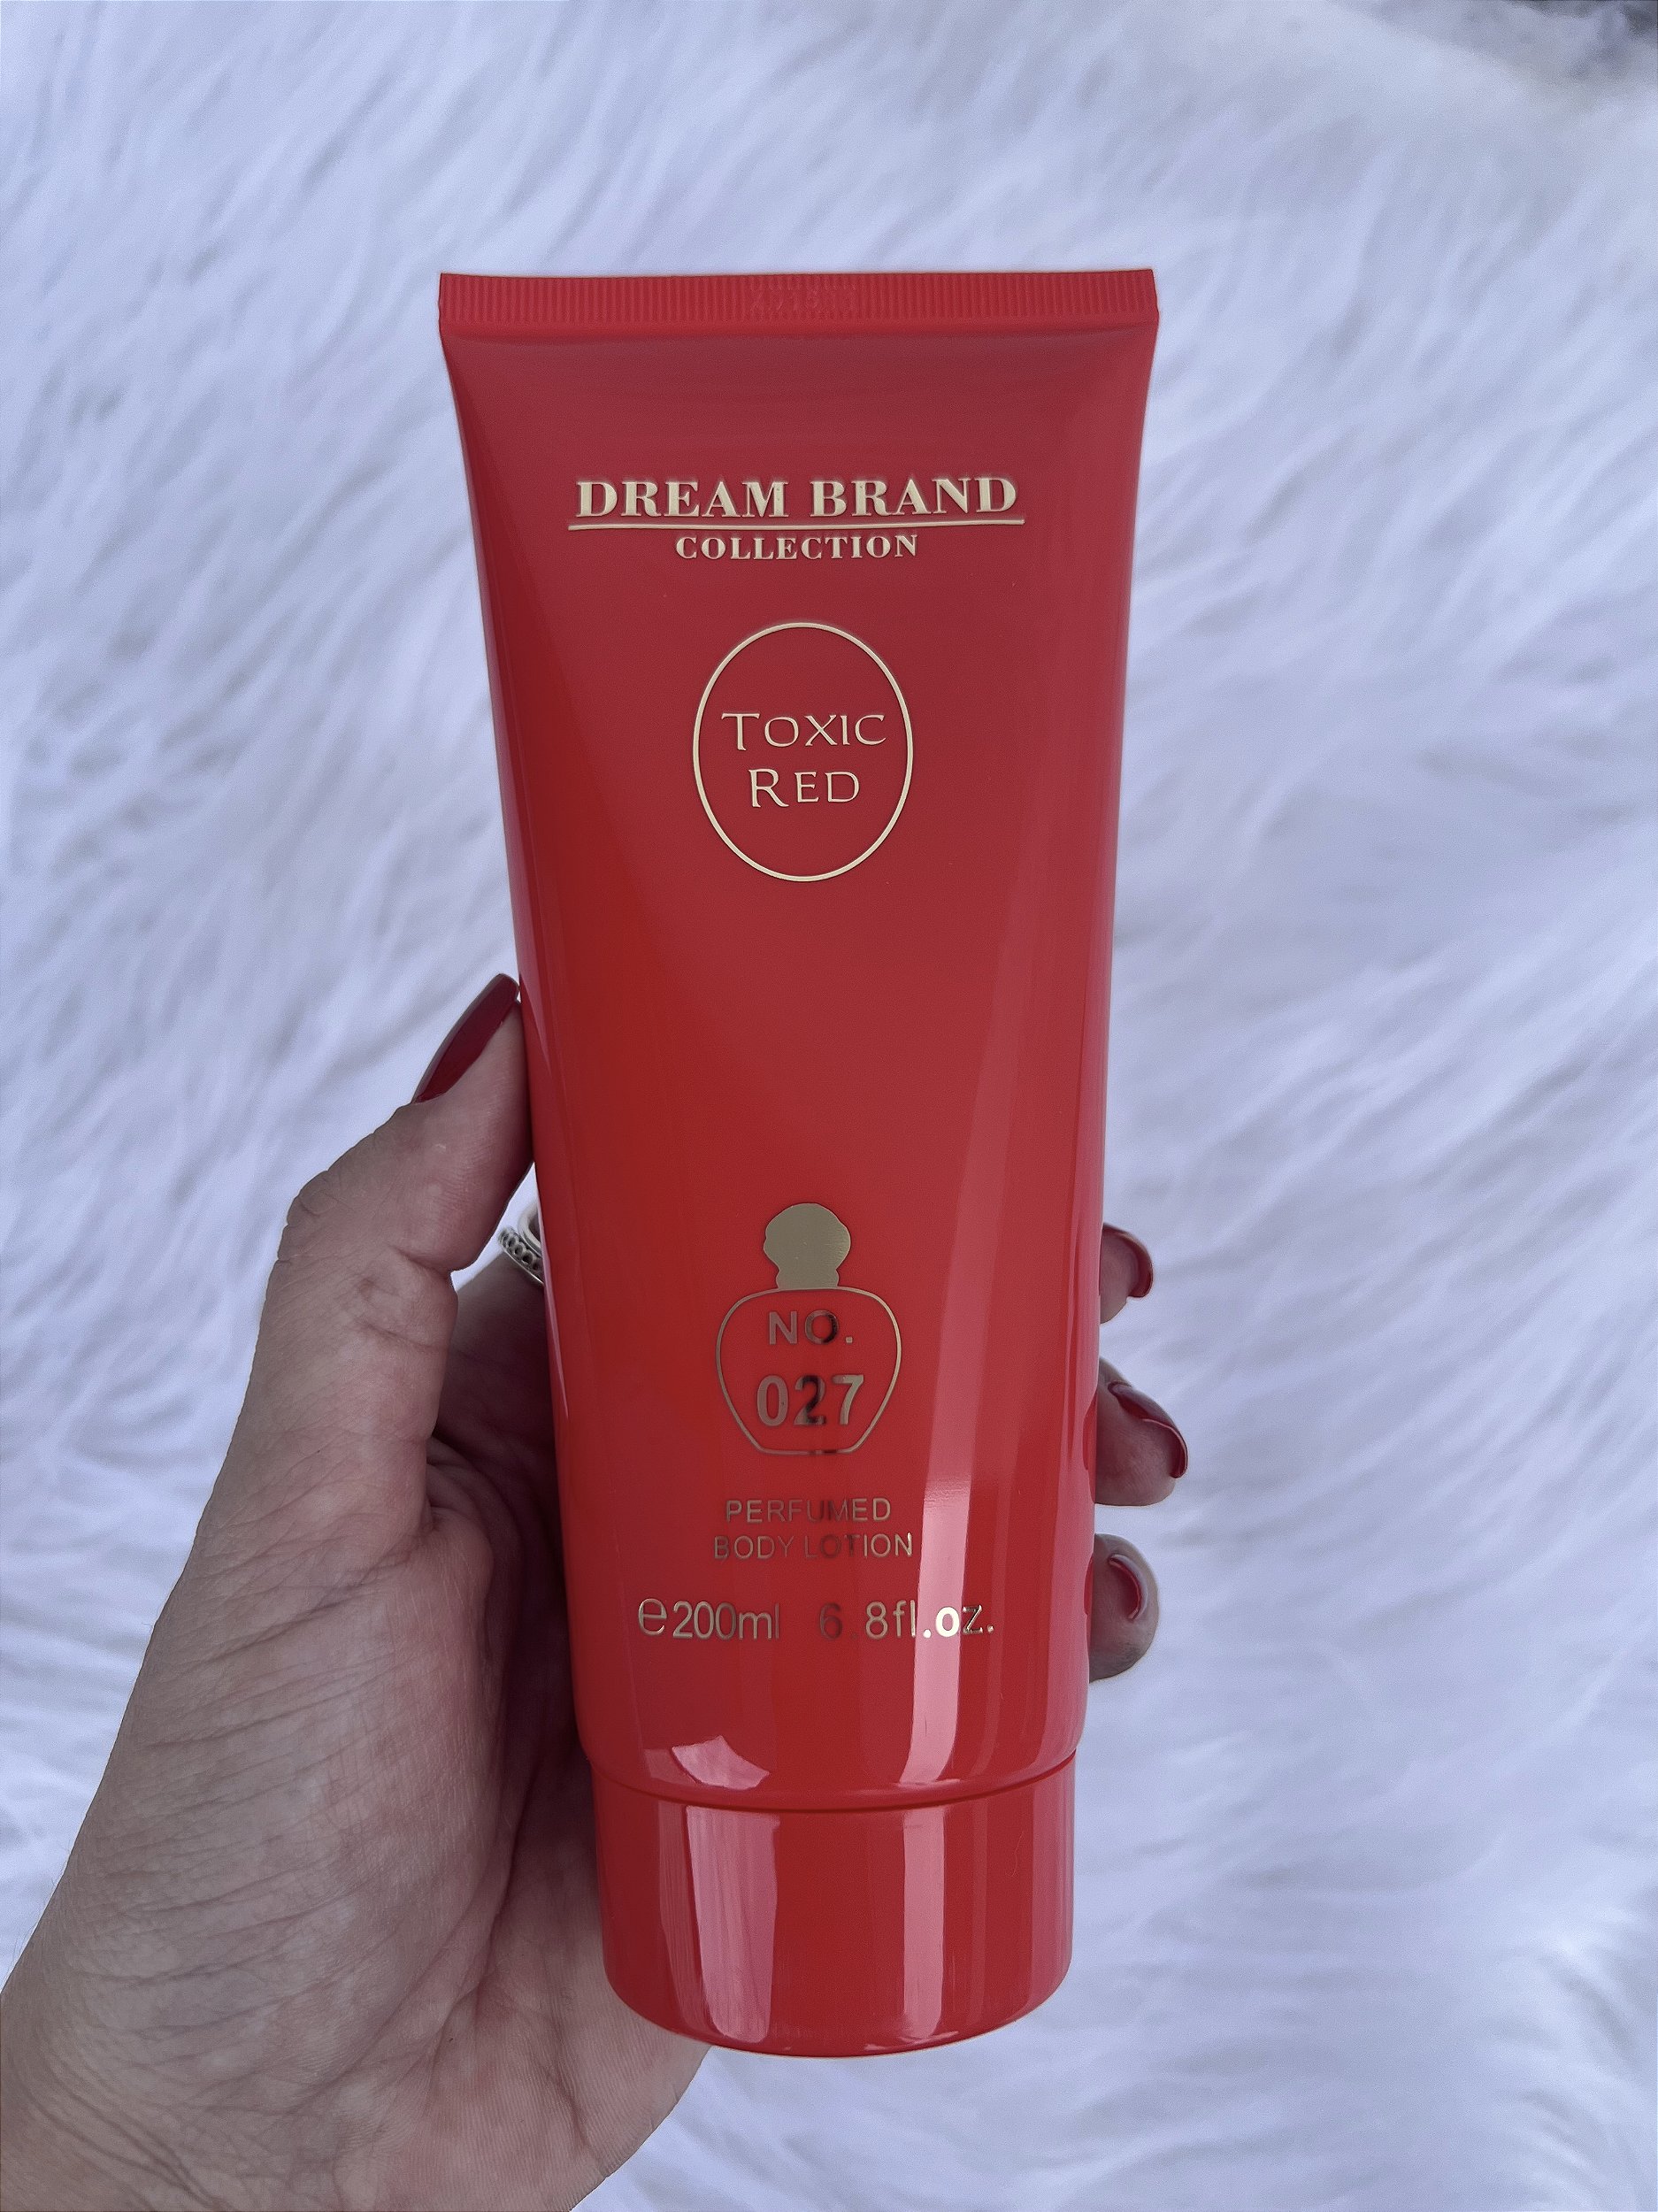 DREAM BRAND
COLLECTION
TOXIC
RED
NO.
027
PERFUMED
BODY LOTION
℮200ml 6.8fl.oz.